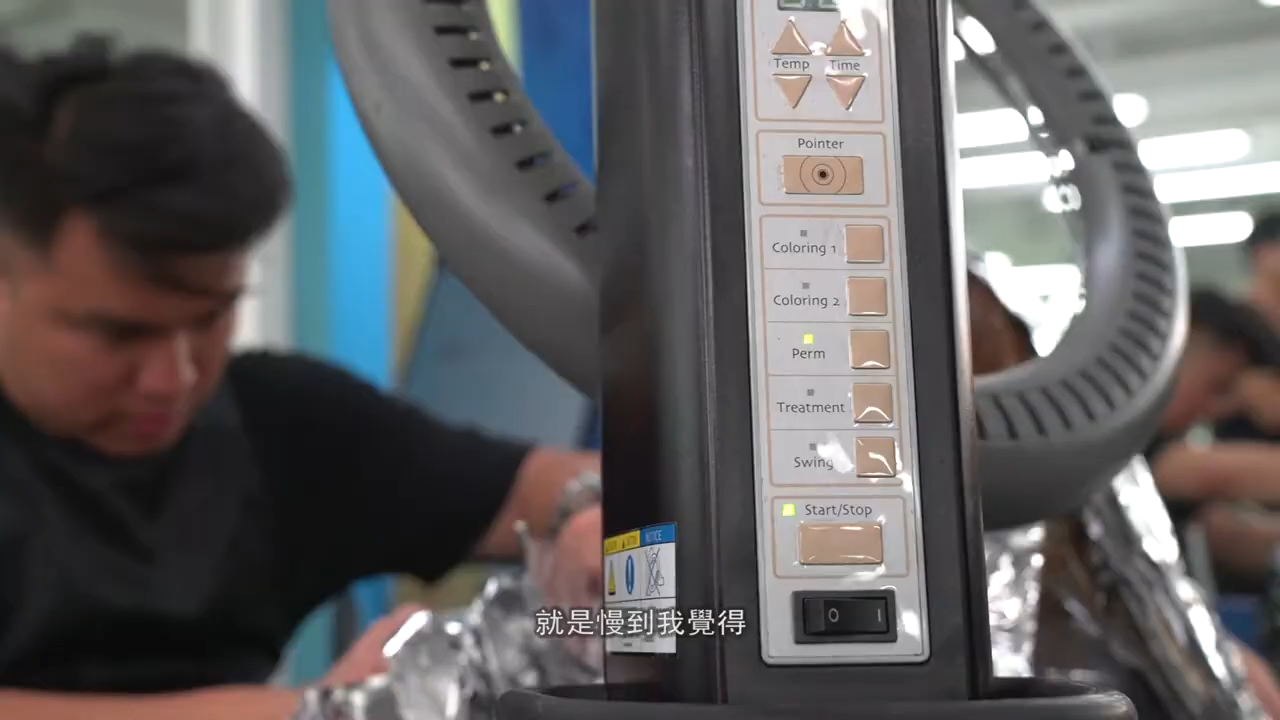 Temp Time
Pointer
Coloring 1
Coloring 2
Perm
Treatment
Swing
Start/Stop
NOTICE
就是慢到我覺得